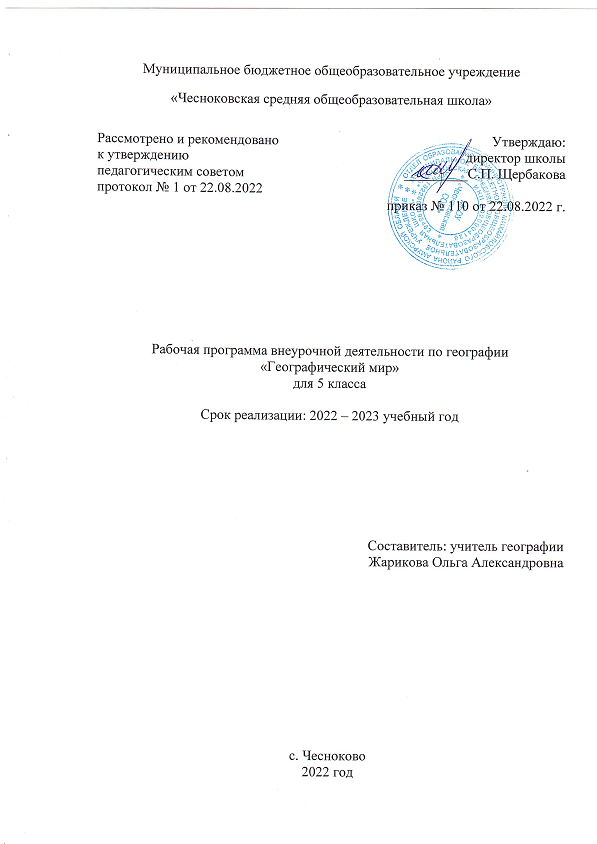 Муниципальное бюджетное общеобразовательное учреждение
«Чесноковская средняя общеобразовательная школа»
Рассмотрено и рекомендовано
к утверждению
педагогическим советом
протокол № 1 от 22.08.2022
Утверждаю:
директор школы
С.П. Щербакова
приказ № 110 от 22.08.2022 г.
Рабочая программа внеурочной деятельности по географии
«Географический мир»
для 5 класса
Срок реализации: 2022 – 2023 учебный год
Составитель: учитель географии
Жарикова Ольга Александровна
с. Чесноково
2022 год